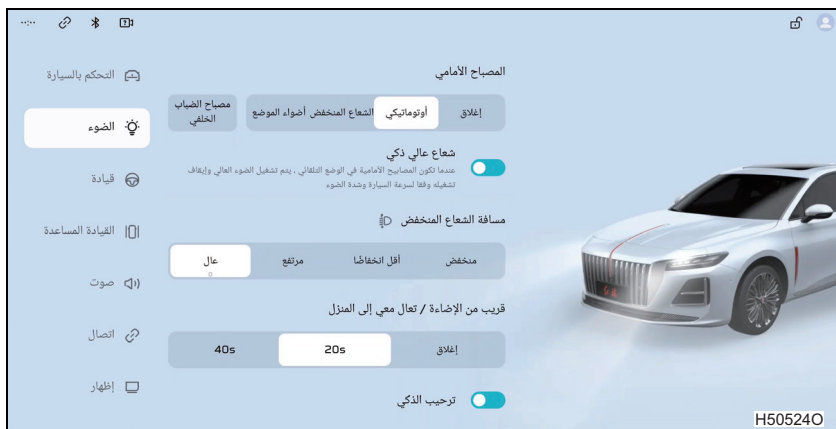 --:--
المصباح الأمامي
إغلاق
أوتوماتيكي
الشعاع المنخفض
أضواء الموضع
مصباح الضباب
الخلفي
شعاع عالي ذكي
عندما تكون المصابيح الأمامية في الوضع التلقائي ، يتم تشغيل الضوء العالي وإيقاف
تشغيله وفقا لسرعة السيارة وشدة الضوء
مسافة الشعاع المنخفض
منخفض
أقل انخفاضًا
مرتفع
عال
0
قريب من الإضاءة / تعال معي إلى المنزل
إغلاق
20s
40s
ترحيب الذكي
التحكم بالسيارة
الضوء
قيادة
القيادة المساعدة
صوت
اتصال
إظهار
H50524O